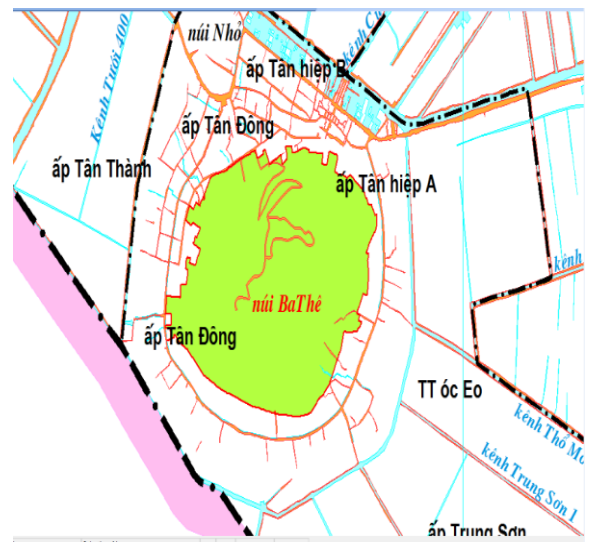 núi Nhỏ
Kênh Tưới 400
ấp Tân hiệp B
ấp Tân Đông
ấp Tân Thành
ấp Tân hiệp A
kênh
núi BaThê
ấp Tân Đông
TT óc Eo
kênh Thổ Mo
kênh Trung Sơn 1
ấp Trung Sơn